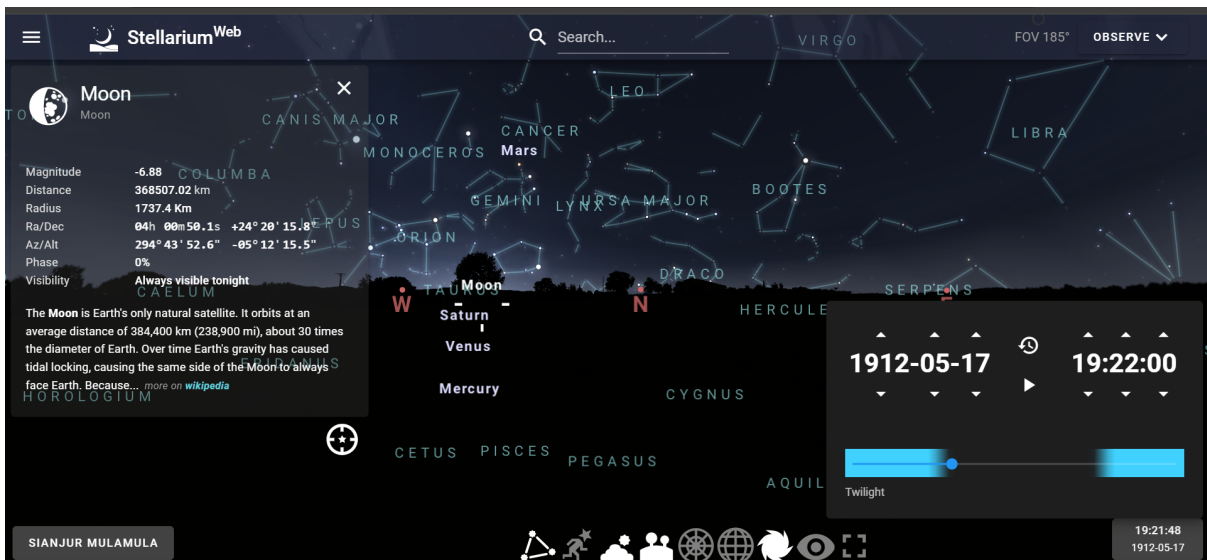 StellariumWeb
Search...
FOV 185°
OBSERVE
VIRGO
Moon
Moon
Magnitude -6.88
Distance 368507.02 km
Radius 1737.4 Km
Ra/Dec 04h 00m 50.1s +24° 20' 15.8"
Az/Alt 294° 43' 52.6" -05° 12' 15.5"
Phase 0%
Visibility Always visible tonight
The Moon is Earth's only natural satellite. It orbits at an
average distance of 384,400 km (238,900 mi), about 30 times
the diameter of Earth. Over time Earth's gravity has caused
tidal locking, causing the same side of the Moon to always
face Earth. Because... more on wikipedia
LEO
CANIS MAJOR
CANCER
LIBRA
MONOCEROS
Mars
COLUMBA
BOOTES
GEMINI
LYNX
URSA MAJOR
LEPUS
ORION
DRACO
TAURUS
Moon
SERPENS
CAELUM
W
N
E
Saturn
HERCULE
Venus
ERIDANUS
Mercury
HOROLOGIUM
CYGNUS
CETUS
PISCES
PEGASUS
AQUIL
1912-05-17
19:22:00
Twilight
SIANJUR MULAMULA
19:21:48
1912-05-17